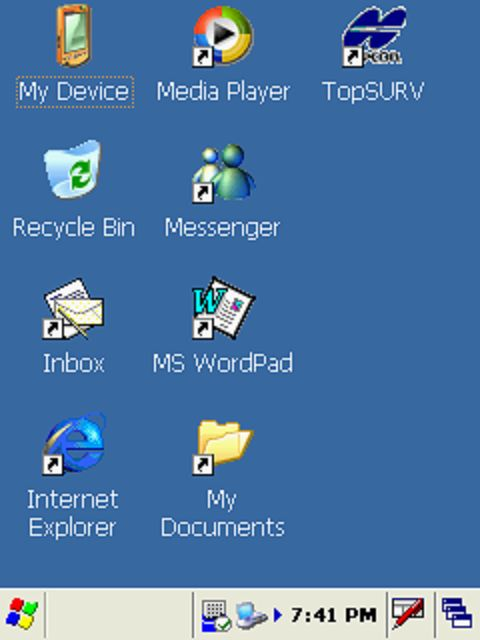 My Device
Media Player
TopSURV
Recycle Bin
Messenger
Inbox
MS WordPad
Internet
Explorer
My
Documents
7:41 PM